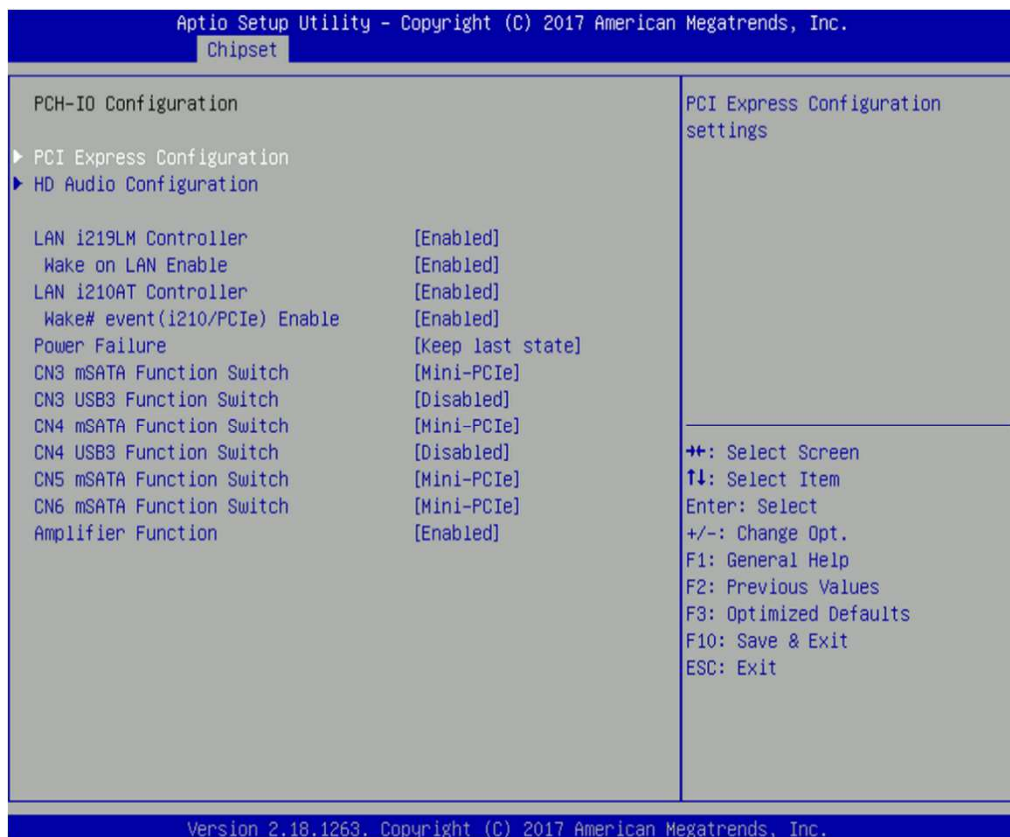 Aptio Setup Utility – Copyright (C) 2017 American Megatrends, Inc.
Chipset
PCH-IO Configuration
PCI Express Configuration
HD Audio Configuration
LAN i219LM Controller [Enabled]
Wake on LAN Enable [Enabled]
LAN i210AT Controller [Enabled]
Wake# event(i210/PCIe) Enable [Enabled]
Power Failure [Keep last state]
CN3 mSATA Function Switch [Mini-PCIe]
CN3 USB3 Function Switch [Disabled]
CN4 mSATA Function Switch [Mini-PCIe]
CN4 USB3 Function Switch [Disabled]
CN5 mSATA Function Switch [Mini-PCIe]
CN6 mSATA Function Switch [Mini-PCIe]
Amplifier Function [Enabled]
PCI Express Configuration
settings
→←: Select Screen
↑↓: Select Item
Enter: Select
+/-: Change Opt.
F1: General Help
F2: Previous Values
F3: Optimized Defaults
F10: Save & Exit
ESC: Exit
Version 2.18.1263. Copyright (C) 2017 American Megatrends, Inc.